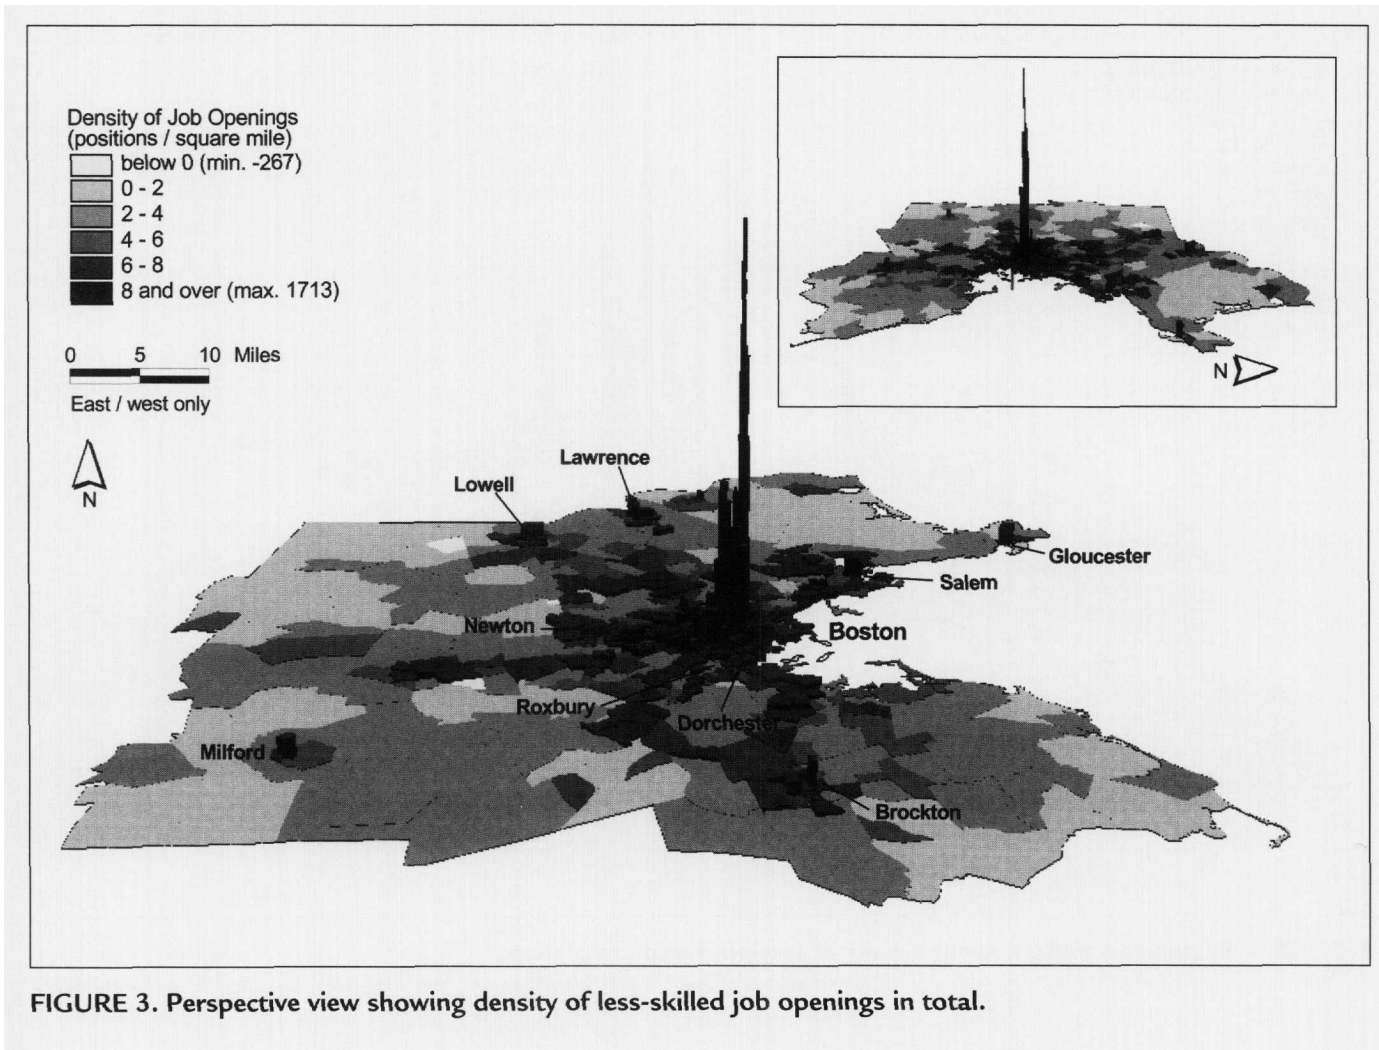 Density of Job Openings
(positions / square mile)
below 0 (min. -267)
0 - 2
2 - 4
4 - 6
6 - 8
8 and over (max. 1713)
0 5 10 Miles
East / west only
N
N
Lawrence
Lowell
Gloucester
Salem
Newton
Boston
Roxbury
Dorchester
Milford
Brockton
FIGURE 3. Perspective view showing density of less-skilled job openings in total.